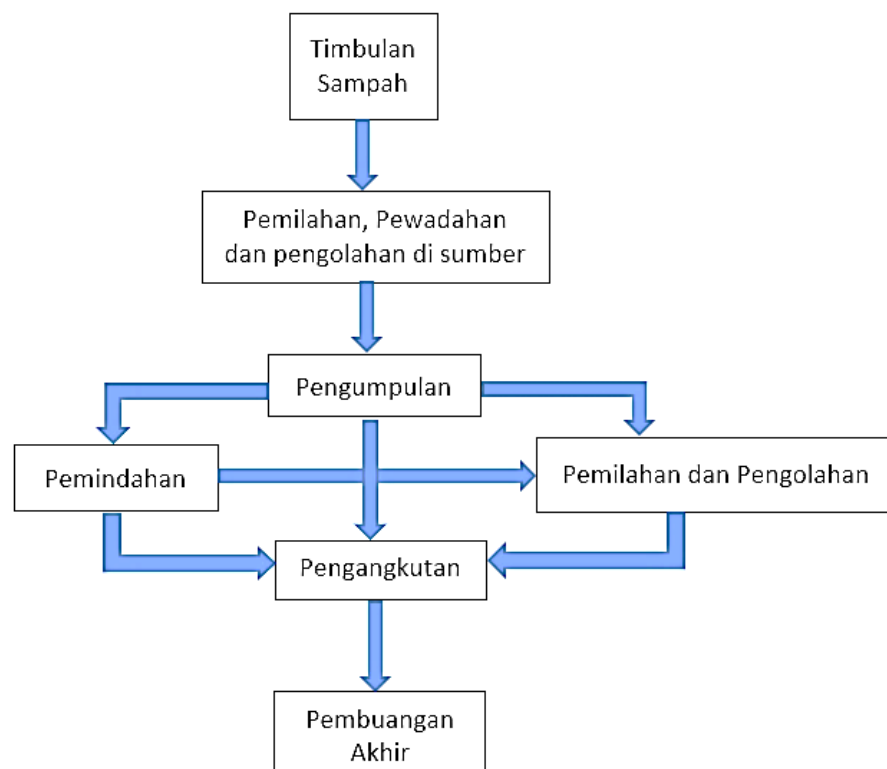 Timbulan
Sampah
Pemilahan, Pewadahan
dan pengolahan di sumber
Pengumpulan
Pemindahan
Pemilahan dan Pengolahan
Pengangkutan
Pembuangan
Akhir